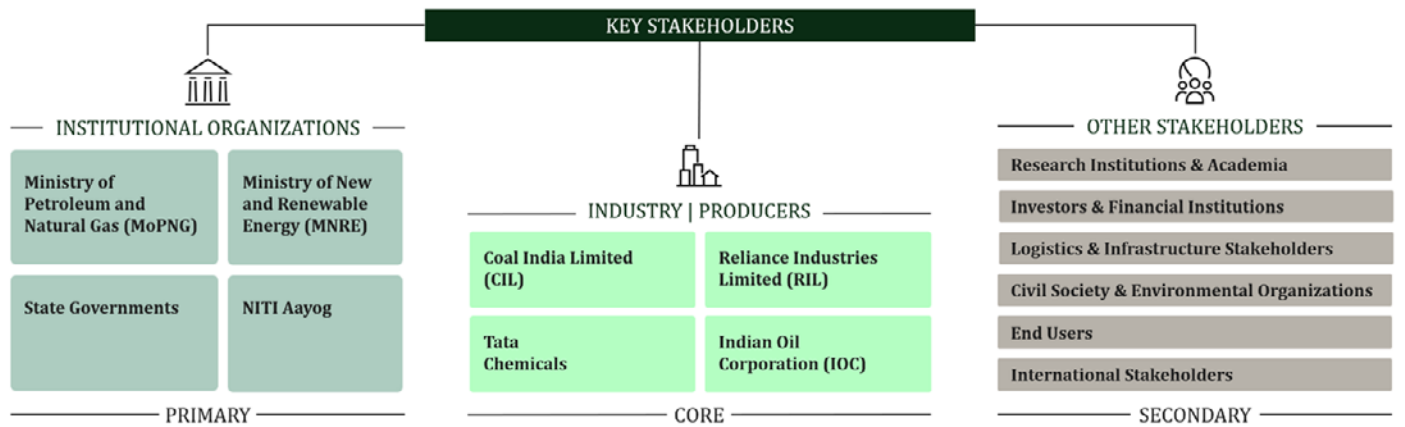 KEY STAKEHOLDERS
INSTITUTIONAL ORGANIZATIONS
Ministry of
Petroleum and
Natural Gas (MoPNG)
Ministry of New
and Renewable
Energy (MNRE)
State Governments
NITI Aayog
PRIMARY
INDUSTRY | PRODUCERS
Coal India Limited
(CIL)
Reliance Industries
Limited (RIL)
Tata
Chemicals
Indian Oil
Corporation (IOC)
CORE
OTHER STAKEHOLDERS
Research Institutions & Academia
Investors & Financial Institutions
Logistics & Infrastructure Stakeholders
Civil Society & Environmental Organizations
End Users
International Stakeholders
SECONDARY